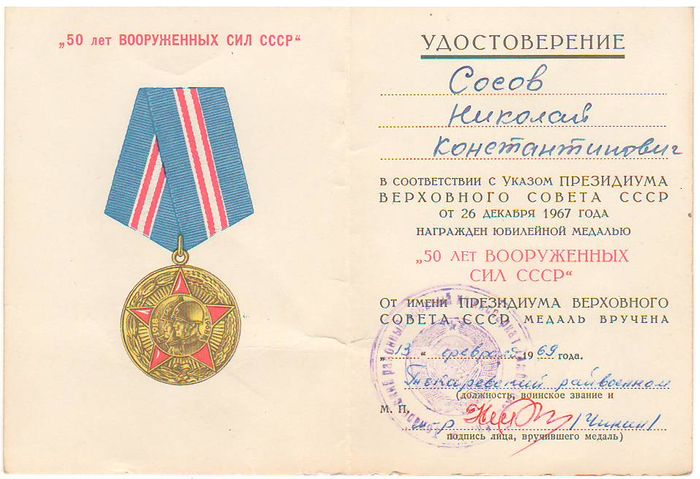 „50 лет ВООРУЖЕННЫХ СИЛ СССР“
УДОСТОВЕРЕНИЕ
Сосов
Николай
Константинович
В СООТВЕТСТВИИ С УКАЗОМ ПРЕЗИДИУМА
ВЕРХОВНОГО СОВЕТА СССР
ОТ 26 ДЕКАБРЯ 1967 ГОДА
НАГРАЖДЕН ЮБИЛЕЙНОЙ МЕДАЛЬЮ
„50 ЛЕТ ВООРУЖЕННЫХ
СИЛ СССР“
ОТ ИМЕНИ ПРЕЗИДИУМА ВЕРХОВНОГО
СОВЕТА СССР МЕДАЛЬ ВРУЧЕНА
„13“ февраля 1969 года.
Токаревский райвоенком
(должность, воинское звание и
М. П. /Чикин/
подпись лица, вручившего медаль)